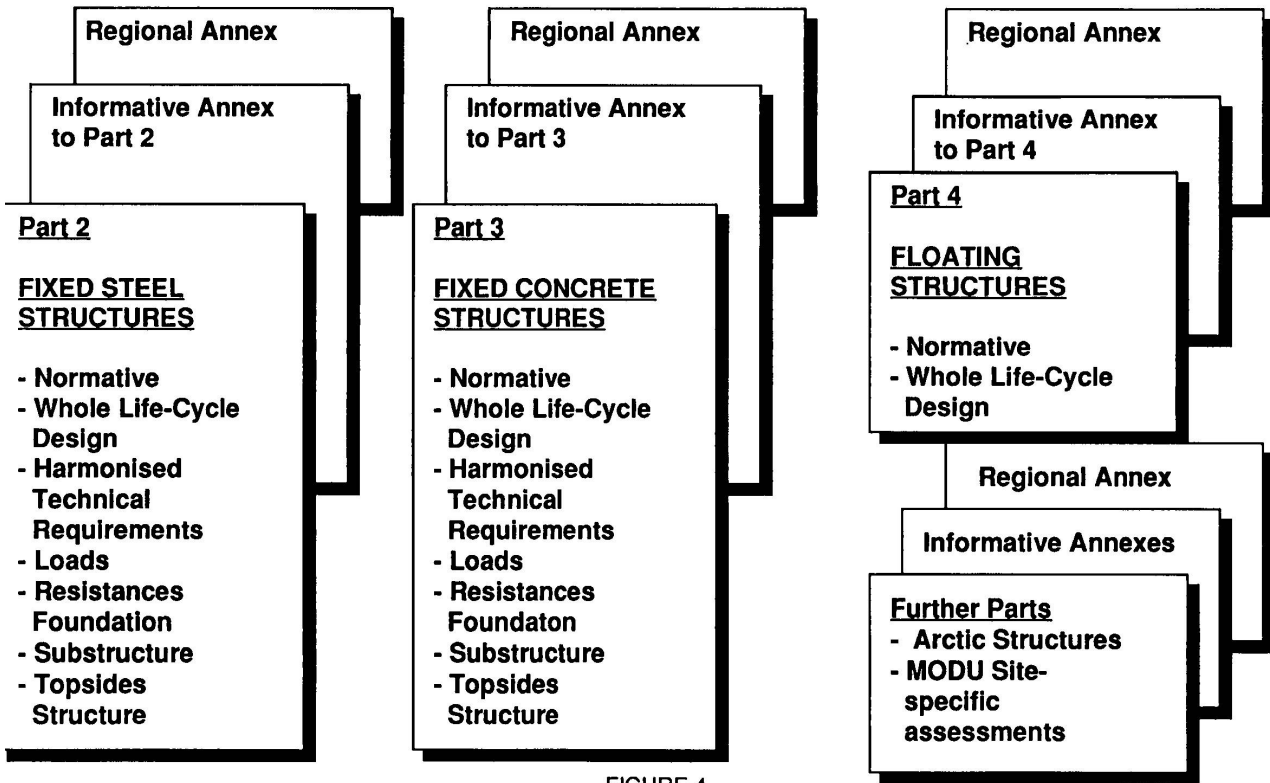 Regional Annex
Informative Annex
to Part 2
Part 2
FIXED STEEL
STRUCTURES
- Normative
- Whole Life-Cycle
Design
- Harmonised
Technical
Requirements
- Loads
- Resistances
Foundation
- Substructure
- Topsides
Structure
Regional Annex
Informative Annex
to Part 3
Part 3
FIXED CONCRETE
STRUCTURES
- Normative
- Whole Life-Cycle
Design
- Harmonised
Technical
Requirements
- Loads
- Resistances
Foundaton
- Substructure
- Topsides
Structure
Regional Annex
Informative Annex
to Part 4
Part 4
FLOATING
STRUCTURES
- Normative
- Whole Life-Cycle
Design
Regional Annex
Informative Annexes
Further Parts
- Arctic Structures
- MODU Site-
specific
assessments